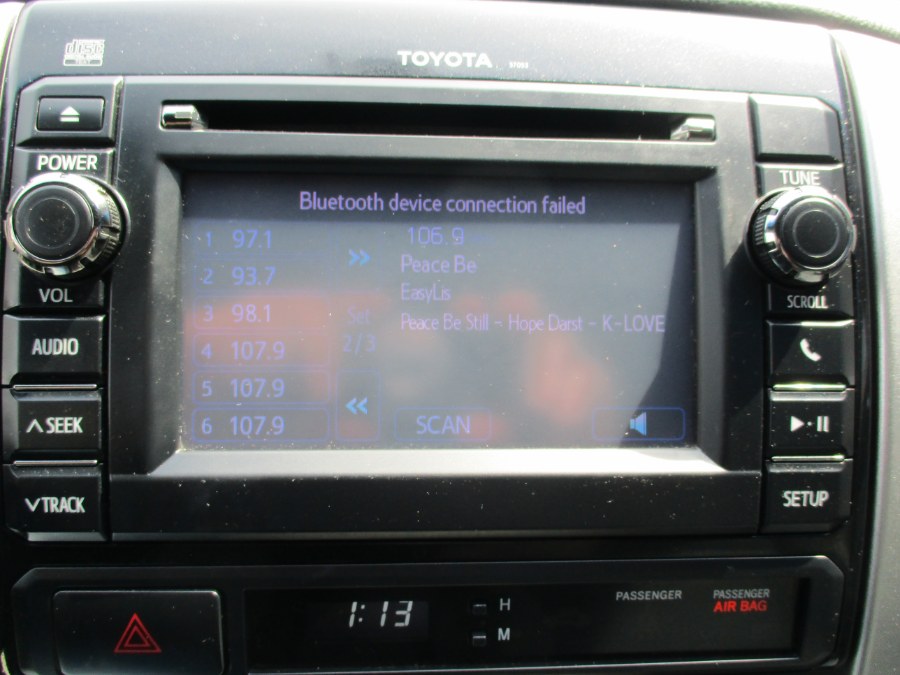 disc
TOYOTA
POWER
VOL
AUDIO
∧ SEEK
∨ TRACK
Bluetooth device connection failed
1 97.1
2 93.7
3 98.1
4 107.9
5 107.9
6 107.9
»
Set
2/3
«
106.9
Peace Be
EasyLis
Peace Be Still - Hope Darst - K-LOVE
SCAN
TUNE
SCROLL
SETUP
1:13
H
M
PASSENGER
PASSENGER
AIR BAG